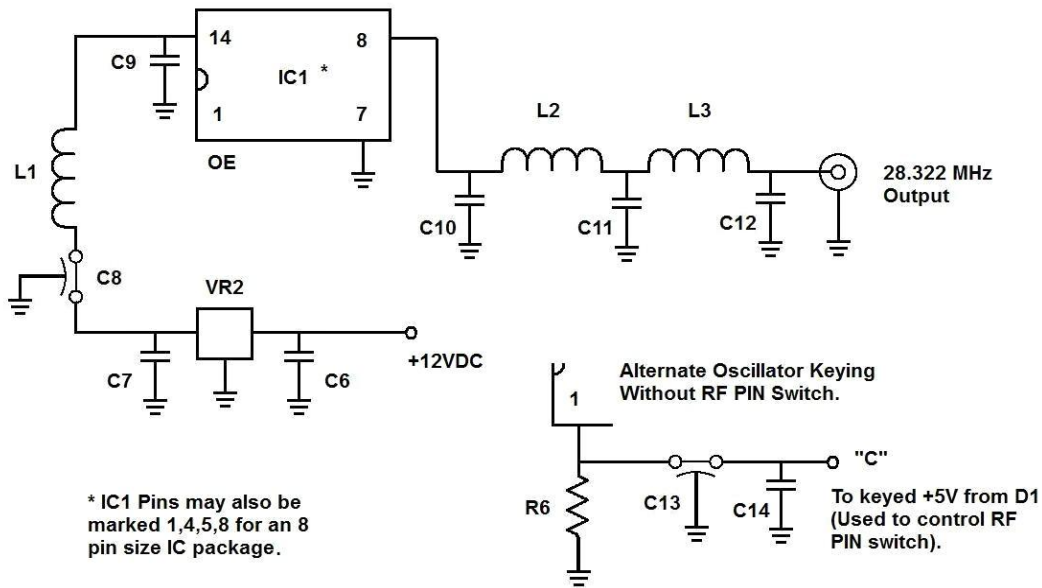 C9
14
8
IC1 *
1
7
OE
L1
L2
L3
28.322 MHz
Output
C10
C11
C12
C8
VR2
+12VDC
C7
C6
Alternate Oscillator Keying
Without RF PIN Switch.
1
"C"
R6
C13
C14
To keyed +5V from D1
(Used to control RF
PIN switch).
* IC1 Pins may also be
marked 1,4,5,8 for an 8
pin size IC package.